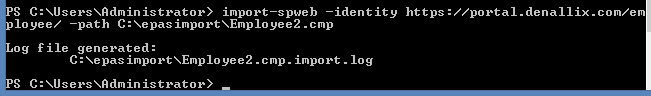 PS C:\Users\Administrator> import-spweb -identity https://portal.denallix.com/em
ployee/ -path C:\epasimport\Employee2.cmp
Log file generated:
C:\epasimport\Employee2.cmp.import.log
PS C:\Users\Administrator> _